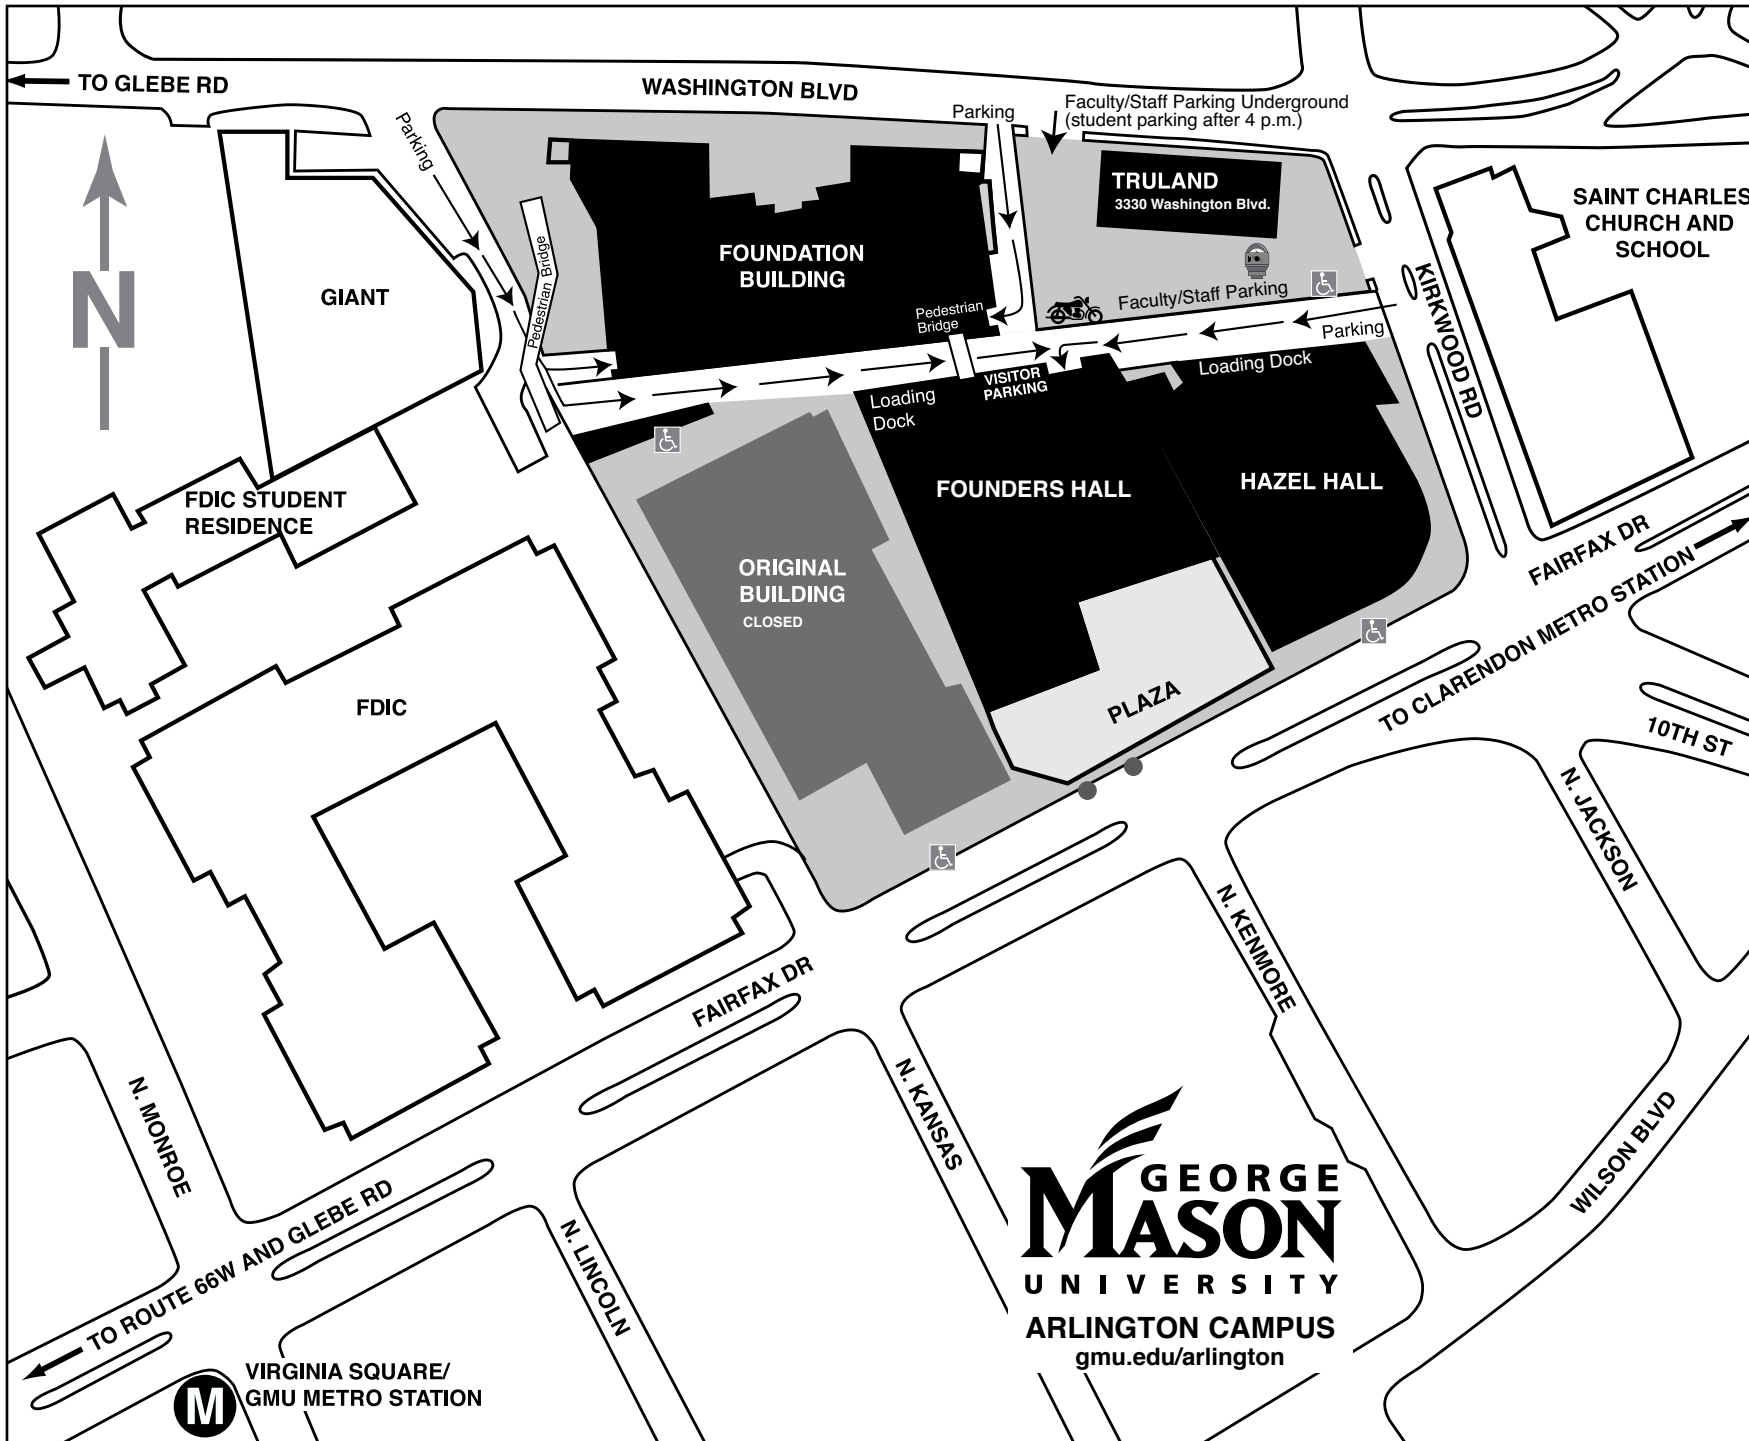 TO GLEBE RD
WASHINGTON BLVD
Parking
Parking
Faculty/Staff Parking Underground
(student parking after 4 p.m.)
TRULAND
3330 Washington Blvd.
SAINT CHARLES
CHURCH AND
SCHOOL
N
GIANT
Pedestrian Bridge
FOUNDATION
BUILDING
Pedestrian
Bridge
Faculty/Staff Parking
Parking
KIRKWOOD RD
VISITOR
PARKING
Loading Dock
Loading
Dock
FDIC STUDENT
RESIDENCE
FOUNDERS HALL
HAZEL HALL
ORIGINAL
BUILDING
CLOSED
FAIRFAX DR
TO CLARENDON METRO STATION
FDIC
PLAZA
10TH ST
N. JACKSON
N. KENMORE
FAIRFAX DR
N. MONROE
N. KANSAS
WILSON BLVD
TO ROUTE 66W AND GLEBE RD
N. LINCOLN
GEORGE
MASON
UNIVERSITY
ARLINGTON CAMPUS
gmu.edu/arlington
M
VIRGINIA SQUARE/
GMU METRO STATION